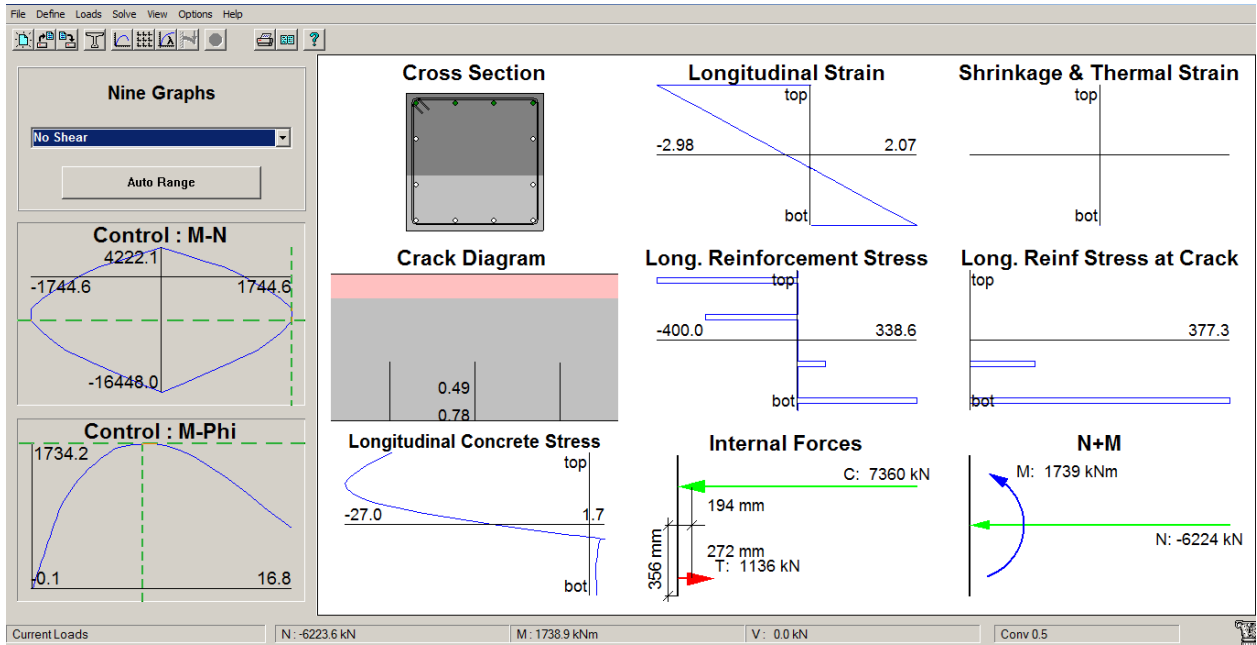 File Define Loads Solve View Options Help
Nine Graphs
No Shear
Auto Range
Control : M-N
4222.1
-1744.6 1744.6
-16448.0
Control : M-Phi
1734.2
-0.1 16.8
Cross Section
Longitudinal Strain
top
-2.98 2.07
bot
Shrinkage & Thermal Strain
top
bot
Crack Diagram
0.49
0.78
Long. Reinforcement Stress
top
-400.0 338.6
bot
Long. Reinf Stress at Crack
top
377.3
bot
Longitudinal Concrete Stress
top
-27.0 1.7
bot
Internal Forces
C: 7360 kN
194 mm
356 mm
272 mm
T: 1136 kN
N+M
M: 1739 kNm
N: -6224 kN
Current Loads N : -6223.6 kN M : 1738.9 kNm V : 0.0 kN Conv 0.5